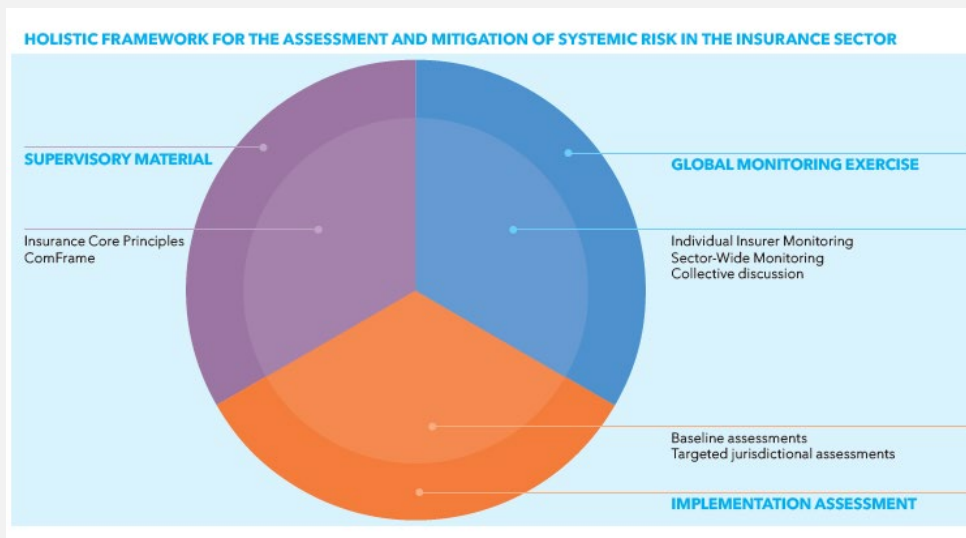 HOLISTIC FRAMEWORK FOR THE ASSESSMENT AND MITIGATION OF SYSTEMIC RISK IN THE INSURANCE SECTOR
SUPERVISORY MATERIAL
Insurance Core Principles
ComFrame
GLOBAL MONITORING EXERCISE
Individual Insurer Monitoring
Sector-Wide Monitoring
Collective discussion
Baseline assessments
Targeted jurisdictional assessments
IMPLEMENTATION ASSESSMENT